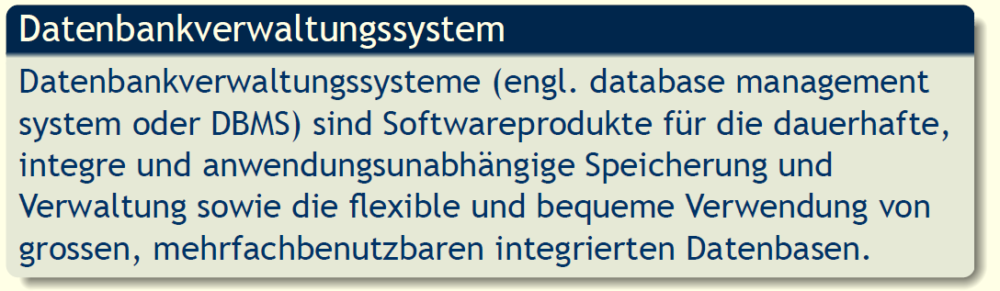 Datenbankverwaltungssystem
Datenbankverwaltungssysteme (engl. database management
system oder DBMS) sind Softwareprodukte für die dauerhafte,
integre und anwendungsunabhängige Speicherung und
Verwaltung sowie die flexible und bequeme Verwendung von
grossen, mehrfachbenutzbaren integrierten Datenbasen.